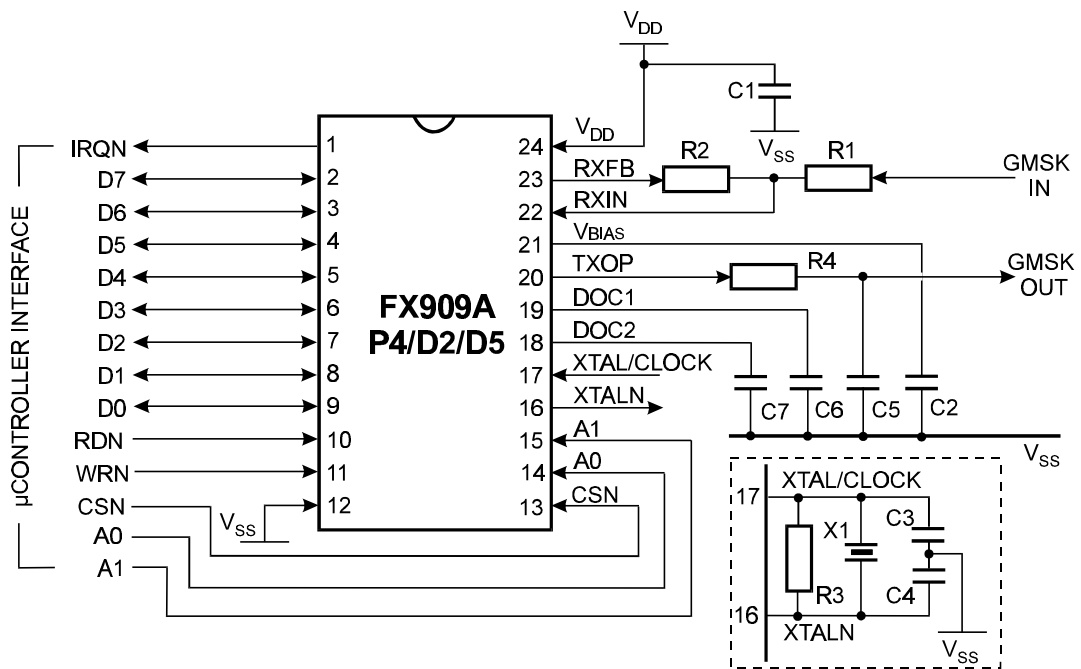 VDD
C1
VSS
µCONTROLLER INTERFACE
IRQN
D7
D6
D5
D4
D3
D2
D1
D0
RDN
WRN
CSN
A0
A1
1
2
3
4
5
6
7
8
9
10
11
12
VSS
FX909A
P4/D2/D5
24
23
22
21
20
19
18
17
16
15
14
13
VDD
RXFB
RXIN
VBIAS
TXOP
DOC1
DOC2
XTAL/CLOCK
XTALN
A1
A0
CSN
R2
R1
GMSK
IN
R4
GMSK
OUT
C7
C6
C5
C2
VSS
17
XTAL/CLOCK
X1
C3
R3
C4
16
XTALN
VSS